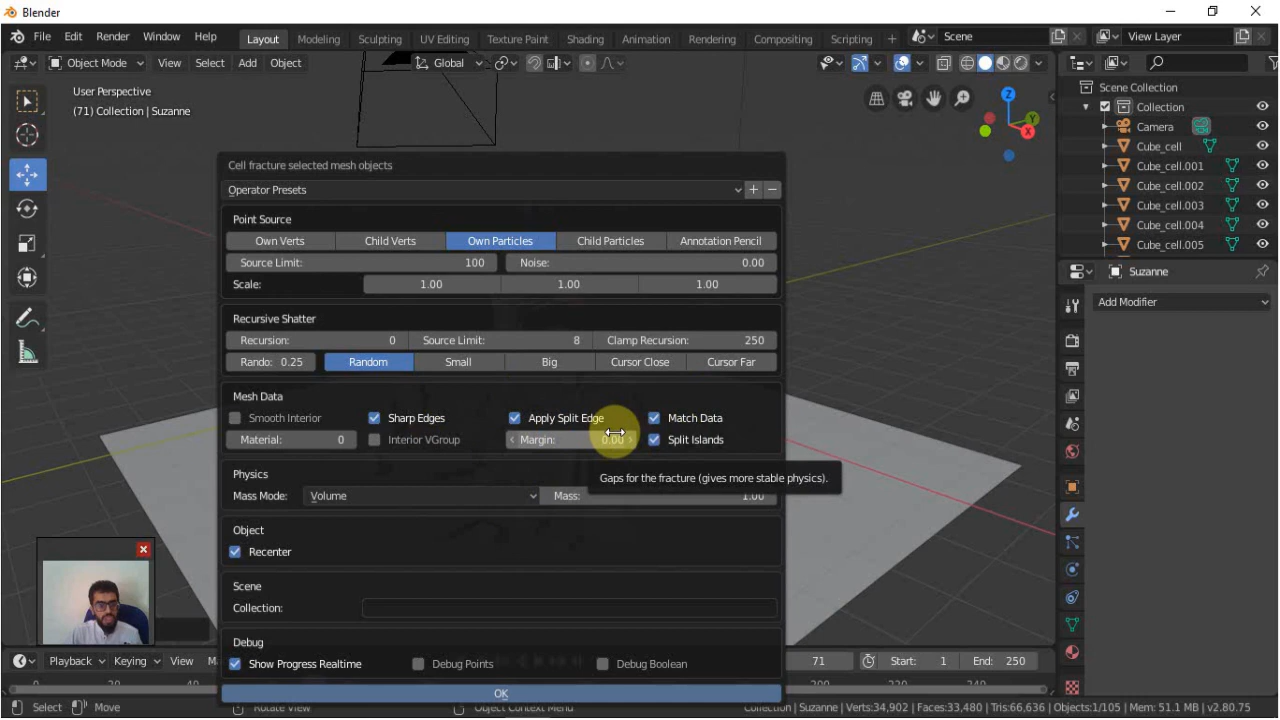 Blender
File Edit Render Window Help
Layout Modeling Sculpting UV Editing Texture Paint Shading Animation Rendering Compositing Scripting +
Scene
View Layer
Object Mode View Select Add Object
Global
User Perspective
(71) Collection | Suzanne
Z
Y
X
Scene Collection
Collection
Camera
Cube_cell
Cube_cell.001
Cube_cell.002
Cube_cell.003
Cube_cell.004
Cube_cell.005
Suzanne
Add Modifier
Cell fracture selected mesh objects
Operator Presets
Point Source
Own Verts Child Verts Own Particles Child Particles Annotation Pencil
Source Limit: 100 Noise: 0.00
Scale: 1.00 1.00 1.00
Recursive Shatter
Recursion: 0 Source Limit: 8 Clamp Recursion: 250
Rando: 0.25 Random Small Big Cursor Close Cursor Far
Mesh Data
Smooth Interior Sharp Edges Apply Split Edge Match Data
Material: 0 Interior VGroup Margin: 0.00 Split Islands
Gaps for the fracture (gives more stable physics).
Physics
Mass Mode: Volume Mass: 1.00
Object
Recenter
Scene
Collection:
Debug
Show Progress Realtime Debug Points Debug Boolean
OK
Playback Keying View M
71 Start: 1 End: 250
Select Move Rotate View Object Context Menu
Collection | Suzanne | Verts:34,902 | Faces:33,480 | Tris:66,636 | Objects:1/105 | Mem: 51.1 MB | v2.80.75